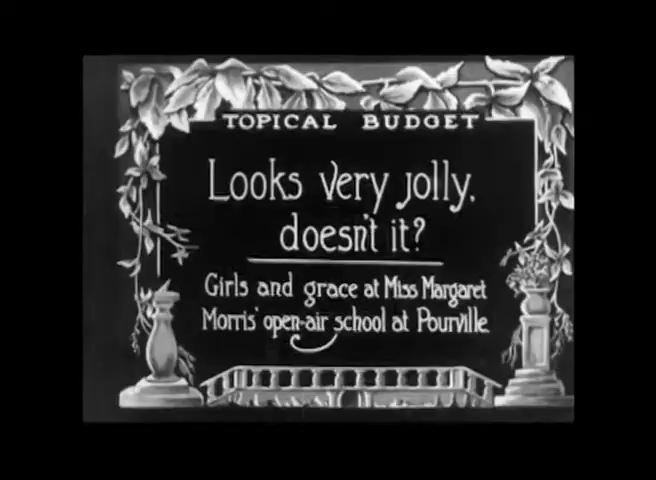 TOPICAL BUDGET
Looks very jolly,
doesn't it?
Girls and grace at Miss Margaret
Morris' open-air school at Pourville